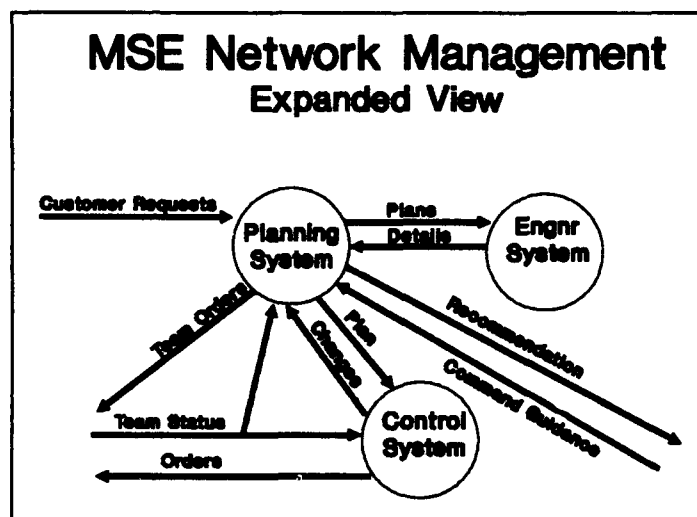 MSE Network Management
Expanded View
Customer Requests
Planning
System
Plans
Details
Engnr
System
Team Orders
Plan
Changes
Recommendation
Command Guidance
Team Status
Control
System
Orders